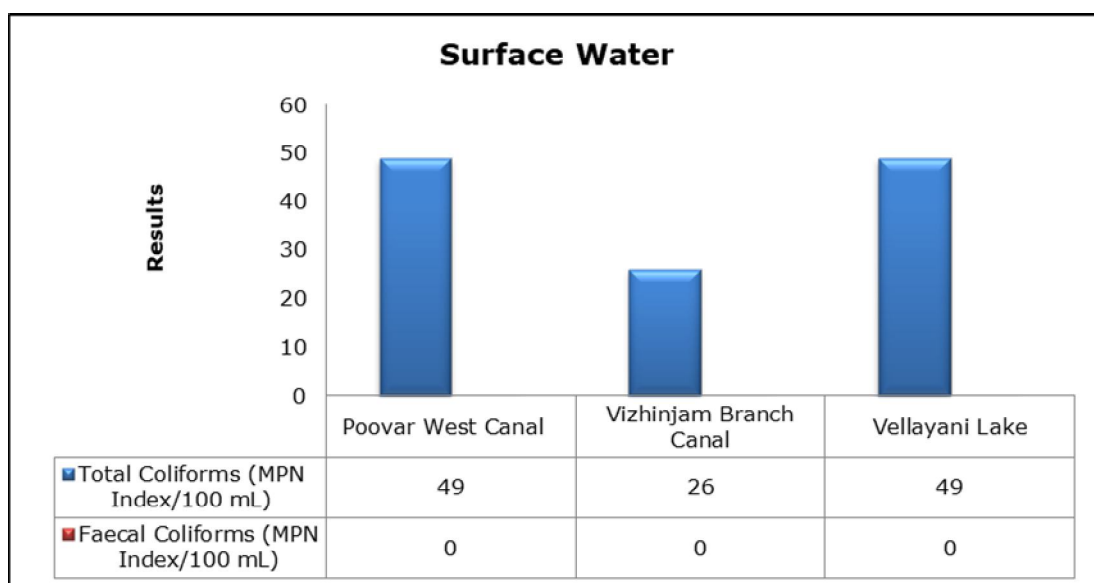 Surface Water
Results
60
50
40
30
20
10
0
Poovar West Canal
Vizhinjam Branch
Canal
Vellayani Lake
Total Coliforms (MPN
Index/100 mL)
49
26
49
Faecal Coliforms (MPN
Index/100 mL)
0
0
0